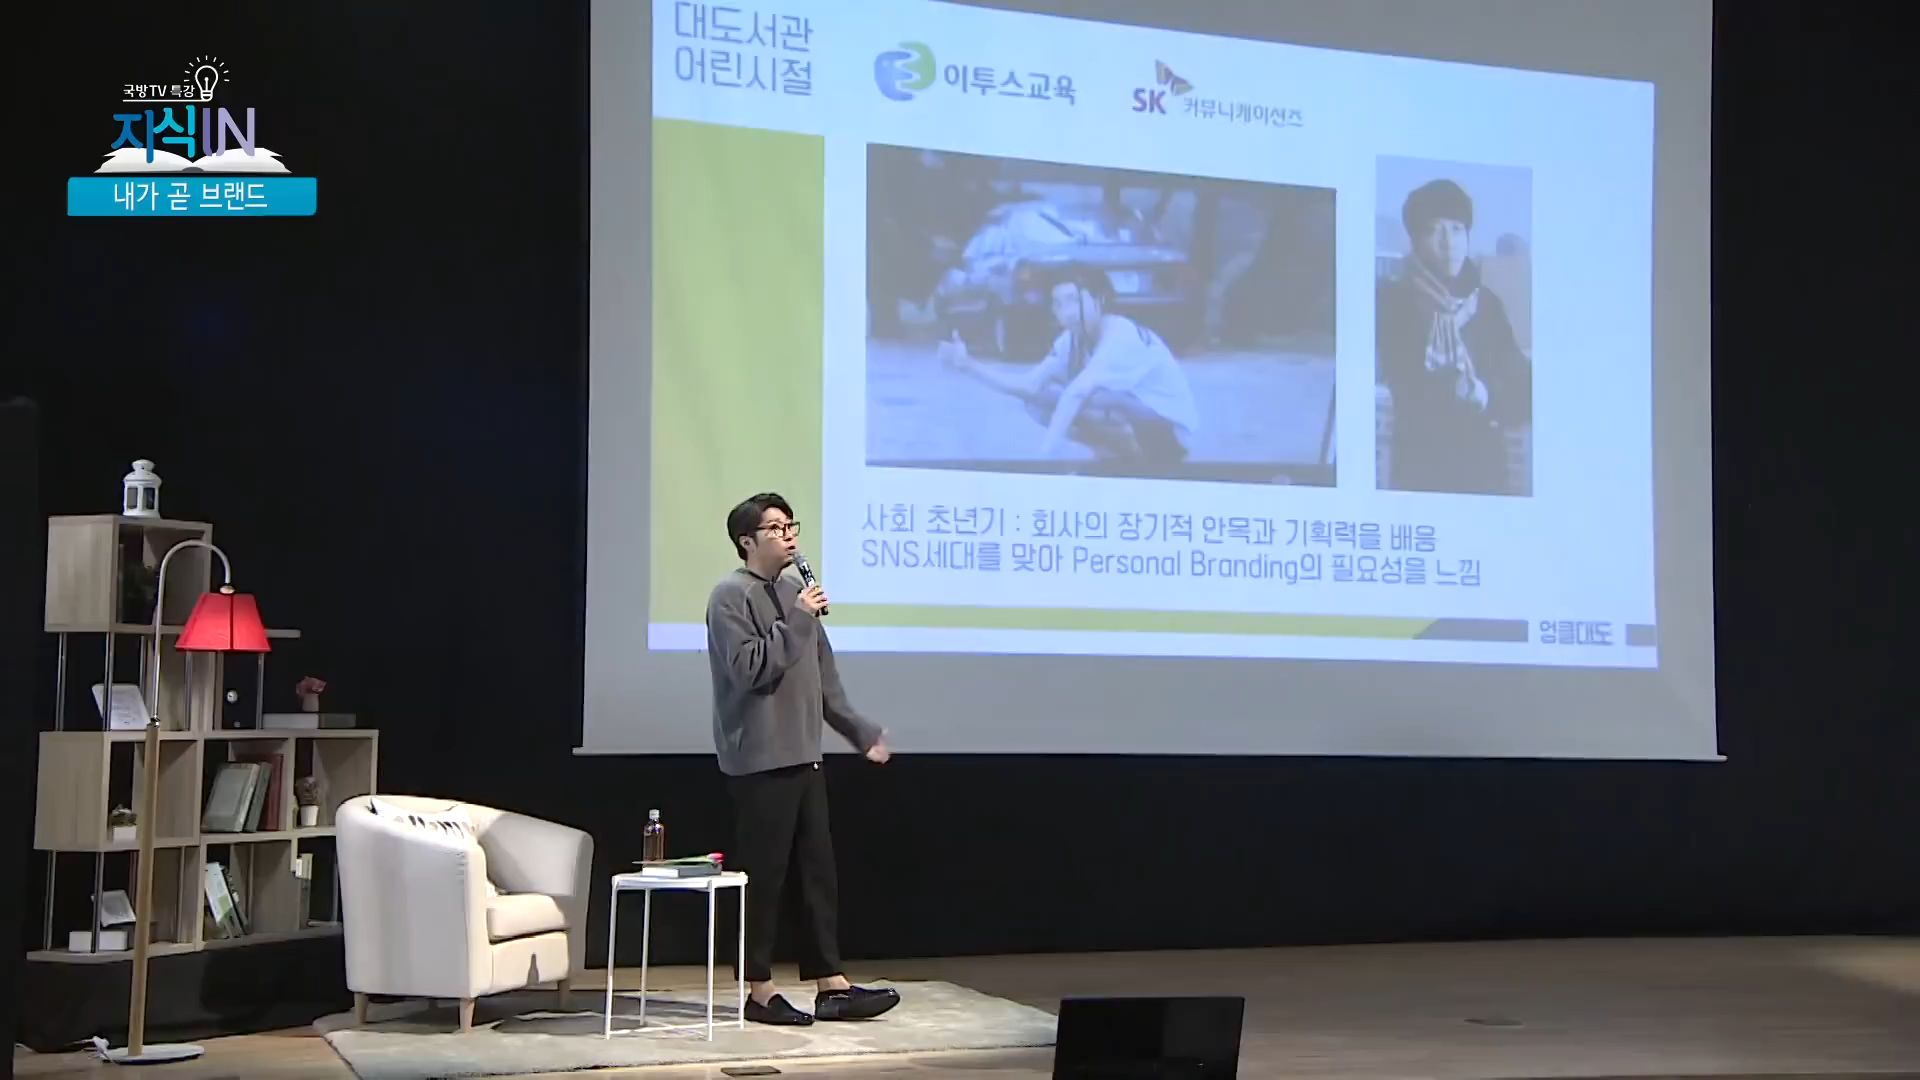 국방TV 특강
지식IN
내가 곧 브랜드
대도서관
어린시절
이투스교육
SK 커뮤니케이션즈
사회 초년기 : 회사의 장기적 안목과 기획력을 배움
SNS세대를 맞아 Personal Branding의 필요성을 느낌
엉클대도